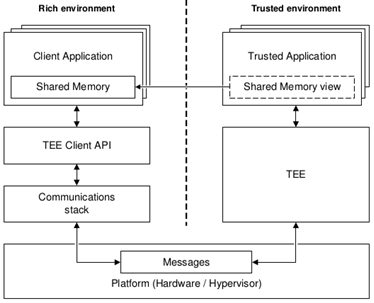 Rich environment
Trusted environment
Client Application
Trusted Application
Shared Memory
Shared Memory view
TEE Client API
TEE
Communications
stack
Messages
Platform (Hardware / Hypervisor)